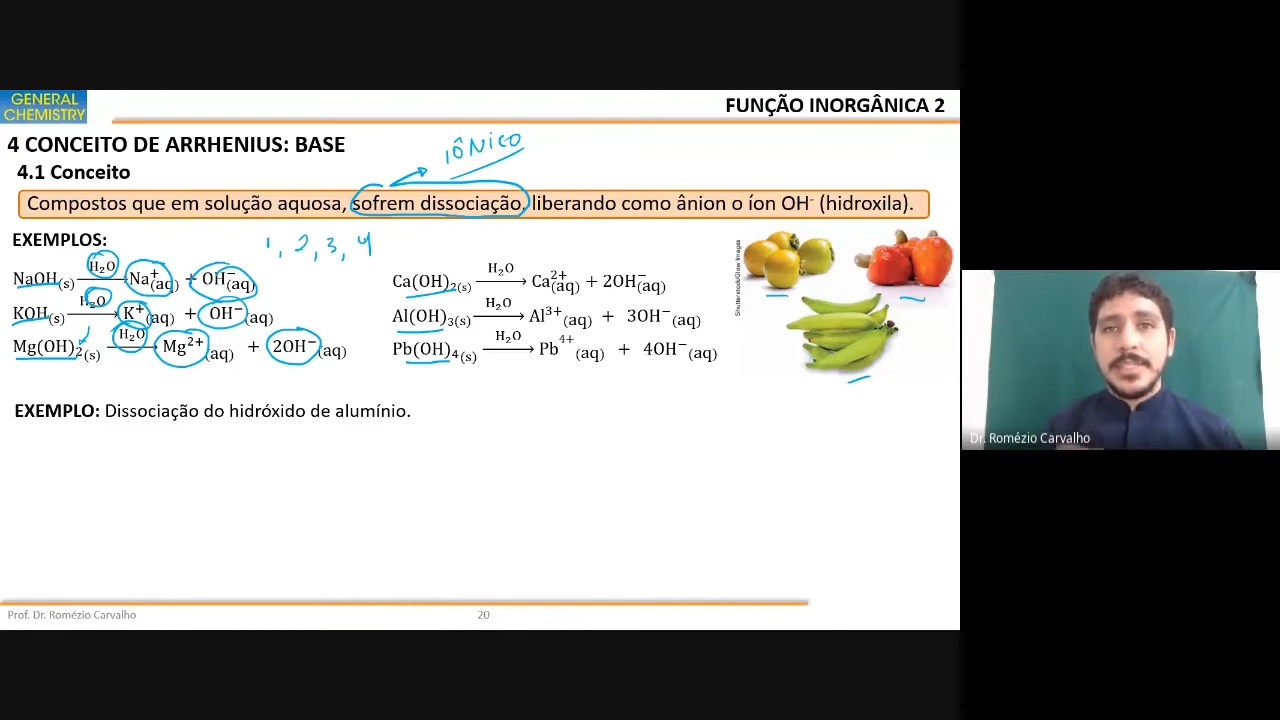 GENERAL
CHEMISTRY
FUNÇÃO INORGÂNICA 2
4 CONCEITO DE ARRHENIUS: BASE
IÔNICO
4.1 Conceito
Compostos que em solução aquosa, sofrem dissociação, liberando como ânion o íon OH⁻ (hidroxila).
EXEMPLOS:
1, 2, 3, 4
NaOH(s) H₂O→ Na⁺(aq) + OH⁻(aq)
KOH(s) H₂O→ K⁺(aq) + OH⁻(aq)
Mg(OH)₂(s) H₂O→ Mg²⁺(aq) + 2OH⁻(aq)
Ca(OH)₂(s) H₂O→ Ca²⁺(aq) + 2OH⁻(aq)
Al(OH)₃(s) H₂O→ Al³⁺(aq) + 3OH⁻(aq)
Pb(OH)₄(s) H₂O→ Pb⁴⁺(aq) + 4OH⁻(aq)
Shutterstock/Glow Images
EXEMPLO: Dissociação do hidróxido de alumínio.
Dr. Romézio Carvalho
Prof. Dr. Romézio Carvalho
20